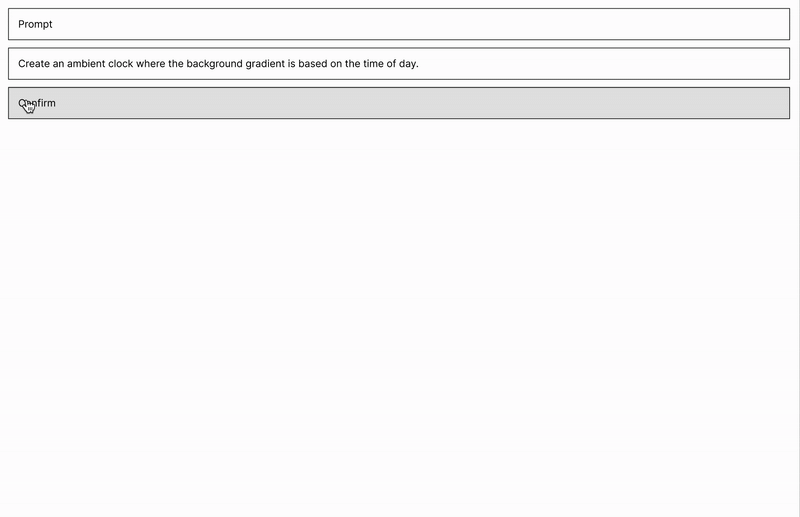 Prompt
Create an ambient clock where the background gradient is based on the time of day.
Confirm